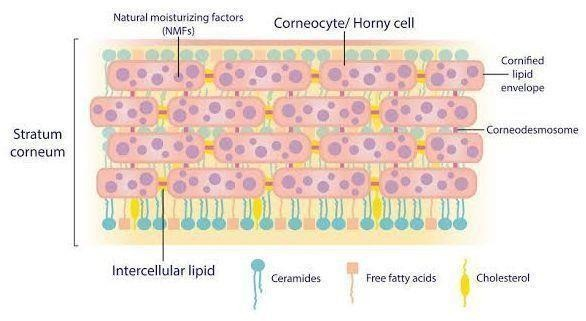 Natural moisturizing factors
(NMFs)
Corneocyte/ Horny cell
Cornified
lipid
envelope
Corneodesmosome
Stratum
corneum
Intercellular lipid
Ceramides
Free fatty acids
Cholesterol